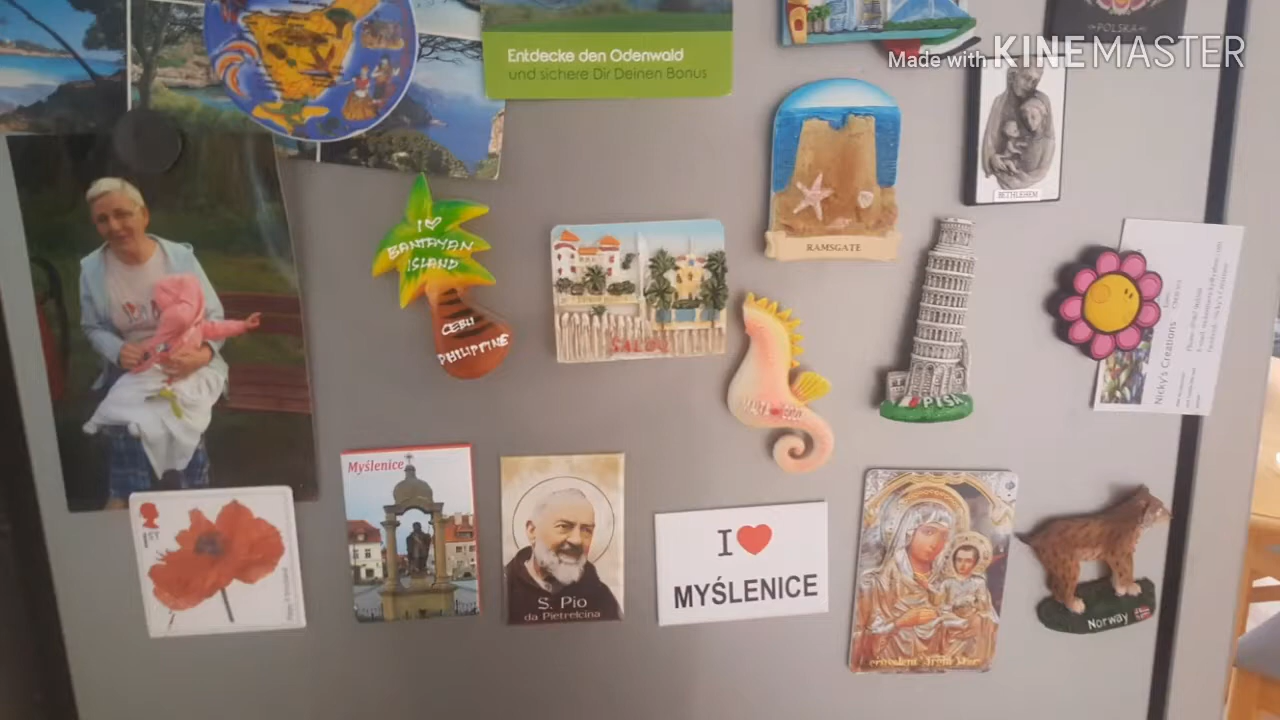 Entdecke den Odenwald
und sichere Dir Deinen Bonus
POLSKA
Made with KINEMASTER
BETHLEHEM
I ♥
BANTAYAN
ISLAND
CEBU
PHILIPPINE
SALOU
RAMSGATE
MALTA
PISA
Nicky's Creations
1ST
Myślenice
S. Pio
da Pietrelcina
I ♥
MYŚLENICE
Norway